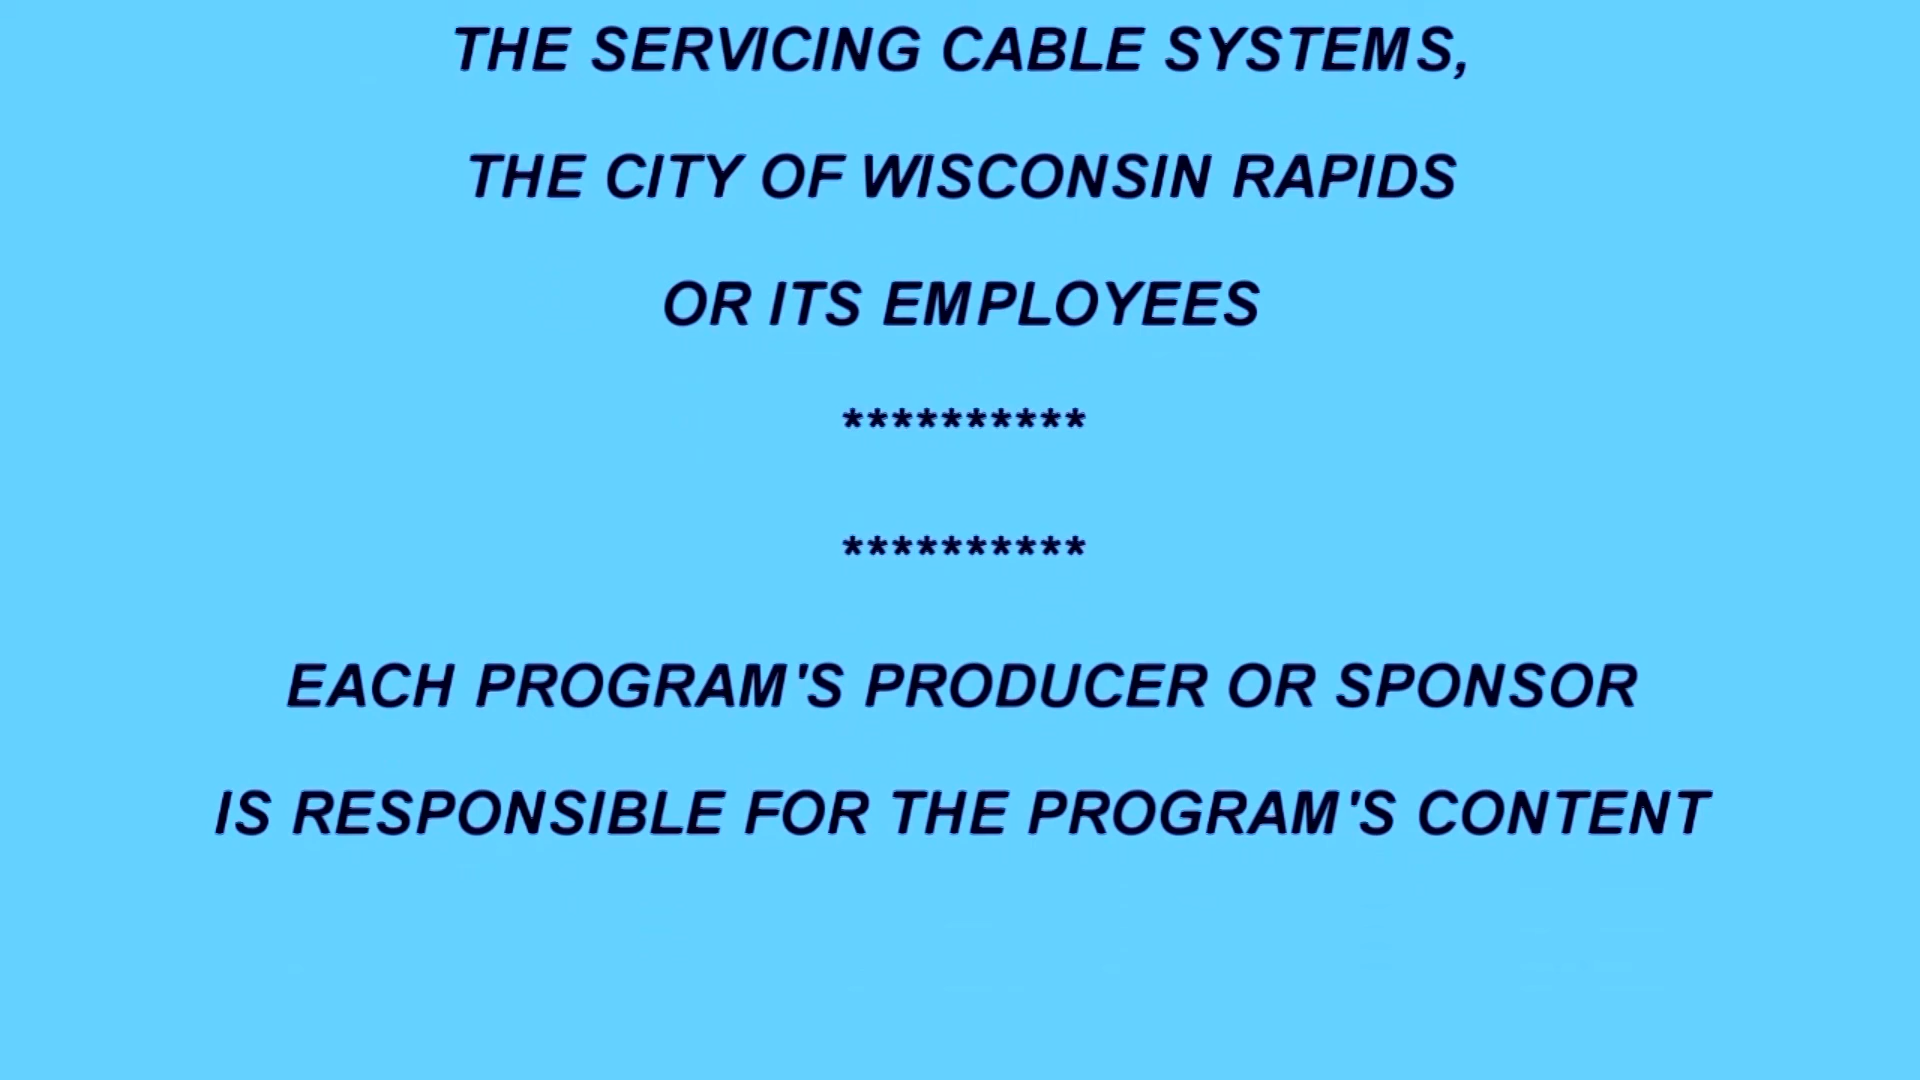 THE SERVICING CABLE SYSTEMS,
THE CITY OF WISCONSIN RAPIDS
OR ITS EMPLOYEES
**********
**********
EACH PROGRAM'S PRODUCER OR SPONSOR
IS RESPONSIBLE FOR THE PROGRAM'S CONTENT